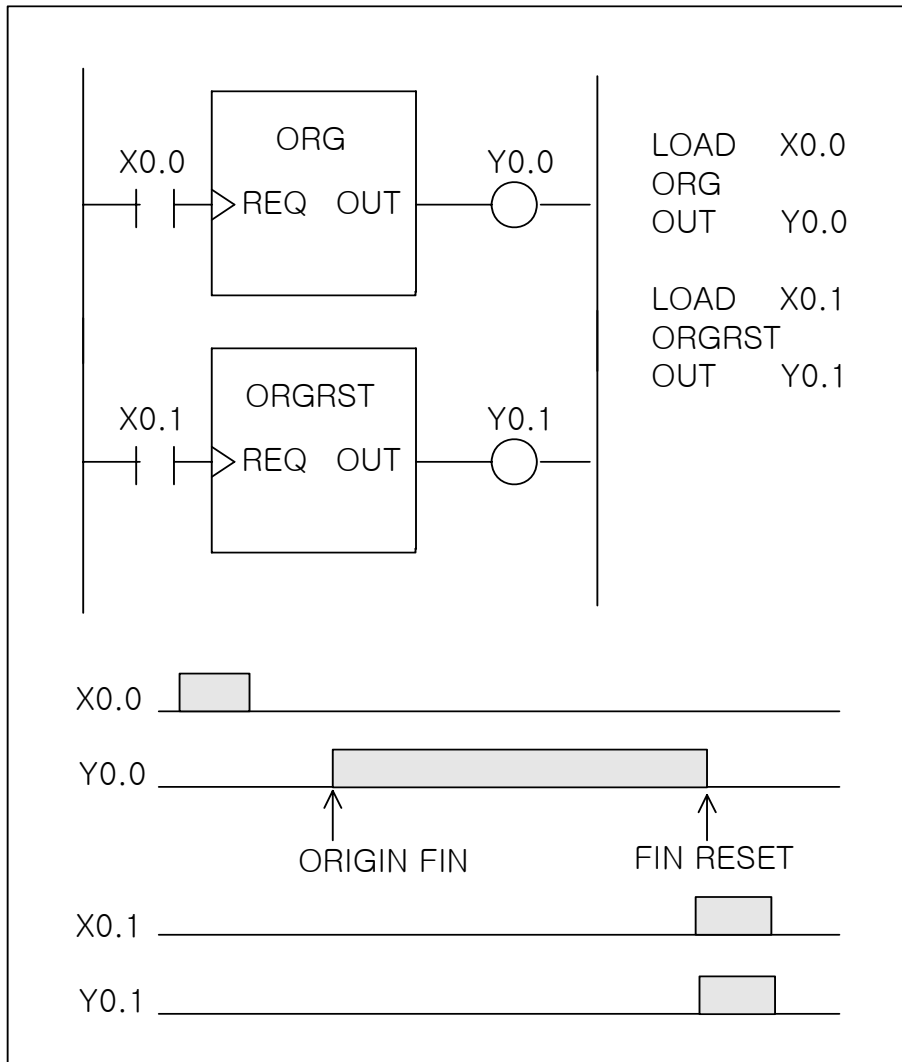 ORG
X0.0
Y0.0
REQ OUT
ORGRST
X0.1
Y0.1
REQ OUT
LOAD X0.0
ORG
OUT Y0.0
LOAD X0.1
ORGRST
OUT Y0.1
X0.0
Y0.0
ORIGIN FIN
FIN RESET
X0.1
Y0.1